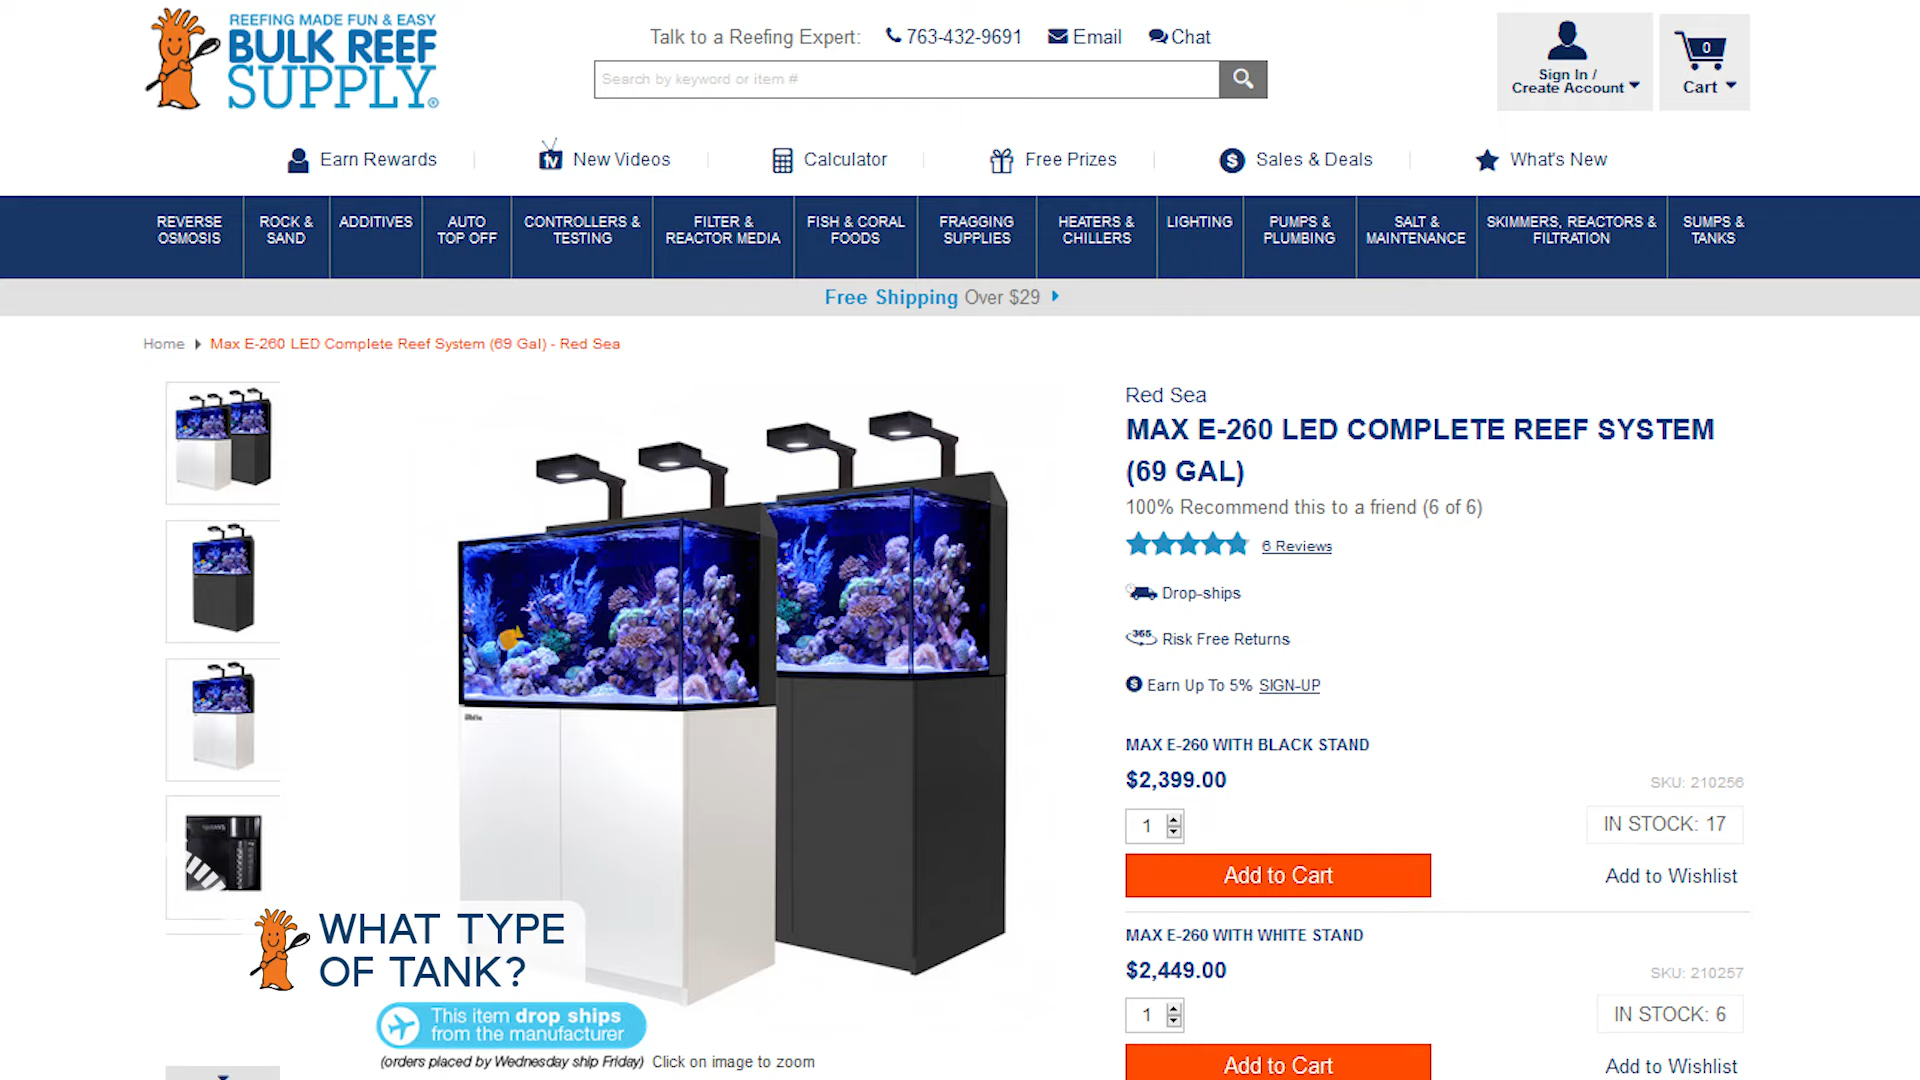 REEFING MADE FUN & EASY
BULK REEF
SUPPLY®
Talk to a Reefing Expert: 763-432-9691 Email Chat
Search by keyword or item #
Sign In /
Create Account
0
Cart
Earn Rewards
tv New Videos
Calculator
Free Prizes
$ Sales & Deals
What's New
REVERSE
OSMOSIS
ROCK &
SAND
ADDITIVES
AUTO
TOP OFF
CONTROLLERS &
TESTING
FILTER &
REACTOR MEDIA
FISH & CORAL
FOODS
FRAGGING
SUPPLIES
HEATERS &
CHILLERS
LIGHTING
PUMPS &
PLUMBING
SALT &
MAINTENANCE
SKIMMERS, REACTORS &
FILTRATION
SUMPS &
TANKS
Free Shipping Over $29
Home Max E-260 LED Complete Reef System (69 Gal) - Red Sea
Red Sea
MAX E-260 LED COMPLETE REEF SYSTEM
(69 GAL)
100% Recommend this to a friend (6 of 6)
6 Reviews
Drop-ships
365 Risk Free Returns
$ Earn Up To 5% SIGN-UP
MAX E-260 WITH BLACK STAND
$2,399.00
SKU: 210256
1
IN STOCK: 17
Add to Cart
Add to Wishlist
MAX E-260 WITH WHITE STAND
$2,449.00
SKU: 210257
1
IN STOCK: 6
Add to Cart
Add to Wishlist
WHAT TYPE
OF TANK?
This item drop ships
from the manufacturer
(orders placed by Wednesday ship Friday) Click on image to zoom